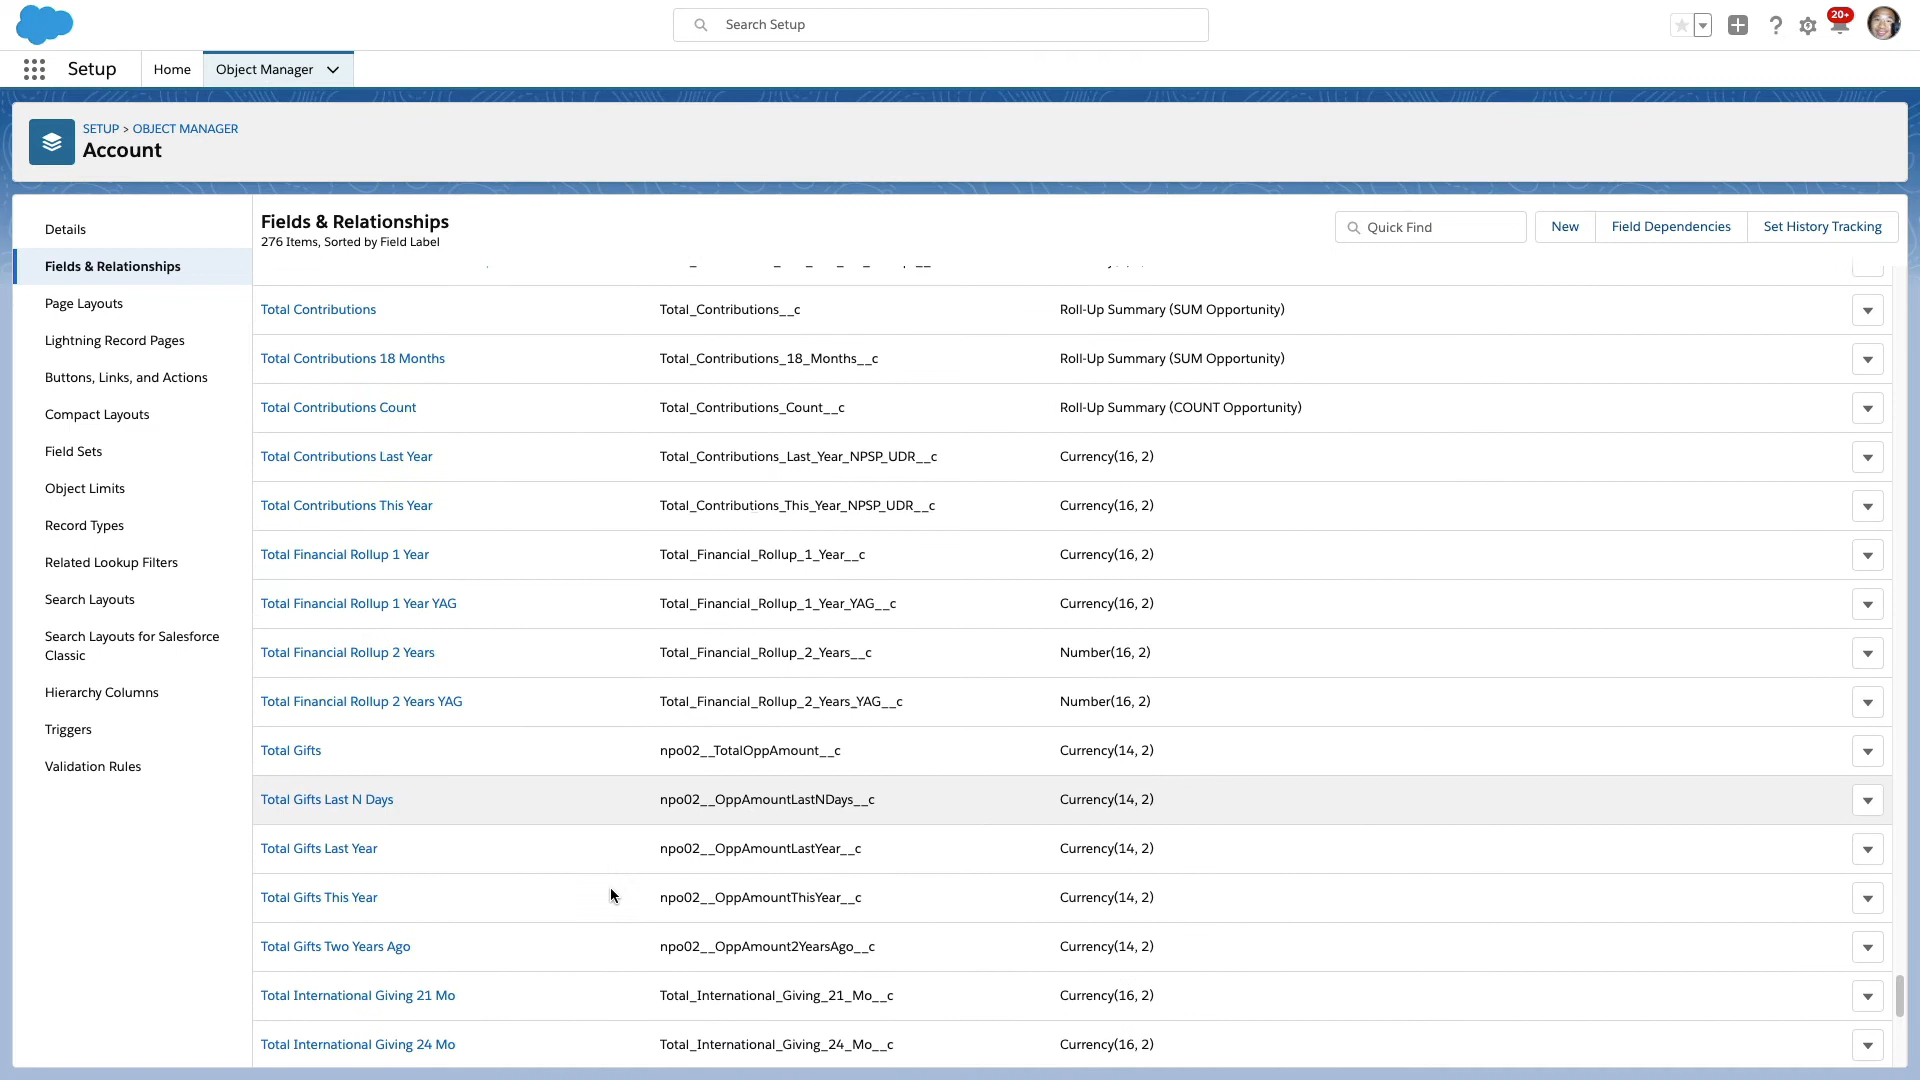 Search Setup
20+
Setup
Home
Object Manager
SETUP > OBJECT MANAGER
Account
Details
Fields & Relationships
Page Layouts
Lightning Record Pages
Buttons, Links, and Actions
Compact Layouts
Field Sets
Object Limits
Record Types
Related Lookup Filters
Search Layouts
Search Layouts for Salesforce
Classic
Hierarchy Columns
Triggers
Validation Rules
Fields & Relationships
276 Items, Sorted by Field Label
Quick Find
New
Field Dependencies
Set History Tracking
Total Contributions Total_Contributions__c Roll-Up Summary (SUM Opportunity)
Total Contributions 18 Months Total_Contributions_18_Months__c Roll-Up Summary (SUM Opportunity)
Total Contributions Count Total_Contributions_Count__c Roll-Up Summary (COUNT Opportunity)
Total Contributions Last Year Total_Contributions_Last_Year_NPSP_UDR__c Currency(16, 2)
Total Contributions This Year Total_Contributions_This_Year_NPSP_UDR__c Currency(16, 2)
Total Financial Rollup 1 Year Total_Financial_Rollup_1_Year__c Currency(16, 2)
Total Financial Rollup 1 Year YAG Total_Financial_Rollup_1_Year_YAG__c Currency(16, 2)
Total Financial Rollup 2 Years Total_Financial_Rollup_2_Years__c Number(16, 2)
Total Financial Rollup 2 Years YAG Total_Financial_Rollup_2_Years_YAG__c Number(16, 2)
Total Gifts npo02__TotalOppAmount__c Currency(14, 2)
Total Gifts Last N Days npo02__OppAmountLastNDays__c Currency(14, 2)
Total Gifts Last Year npo02__OppAmountLastYear__c Currency(14, 2)
Total Gifts This Year npo02__OppAmountThisYear__c Currency(14, 2)
Total Gifts Two Years Ago npo02__OppAmount2YearsAgo__c Currency(14, 2)
Total International Giving 21 Mo Total_International_Giving_21_Mo__c Currency(16, 2)
Total International Giving 24 Mo Total_International_Giving_24_Mo__c Currency(16, 2)